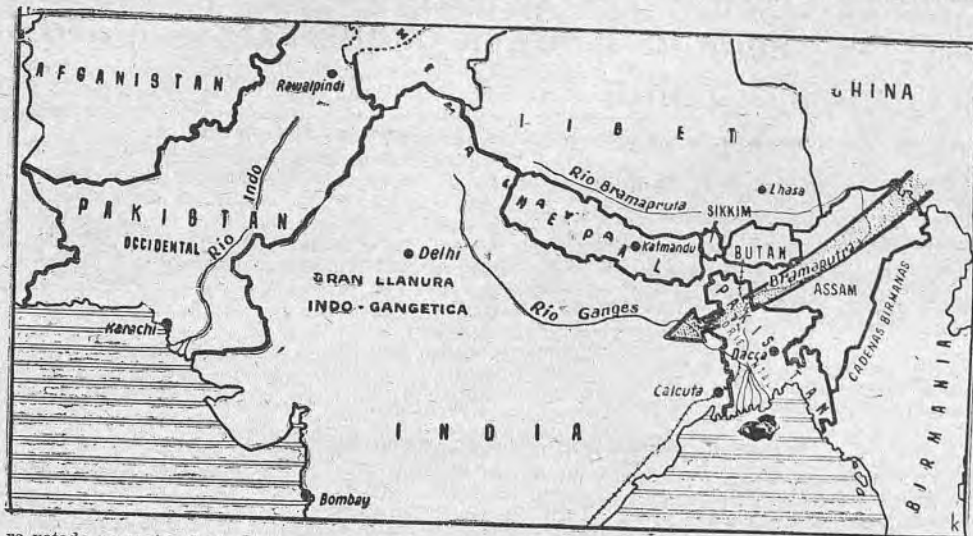 AFGANISTAN
Rawalpindi
CHINA
TIBET
Lhasa
Rio Indo
PAKISTAN
OCCIDENTAL
Rio Bramaputa
SIKKIM
NEPAL
Katmandu
BUTAN
Bramaputra
ASSAM
Delhi
GRAN LLANURA
INDO-GANGETICA
Rio Ganges
Karachi
Dacca
PAKISTAN
CADENAS BIRMANAS
Calcuta
INDIA
BIRMANIA
Bombay
k